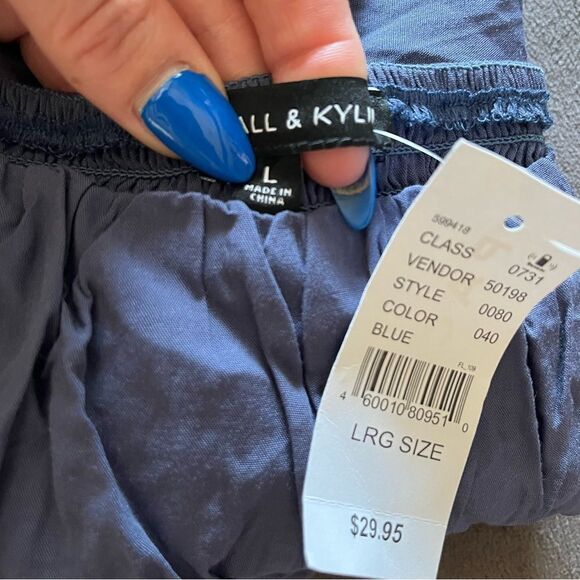 ALL & KYLI
L
MADE IN
CHINA
599418
CLASS 0731
VENDOR 50198
STYLE 0080
COLOR 040
BLUE
FL_109
4 60010 80951 0
LRG SIZE
$29.95